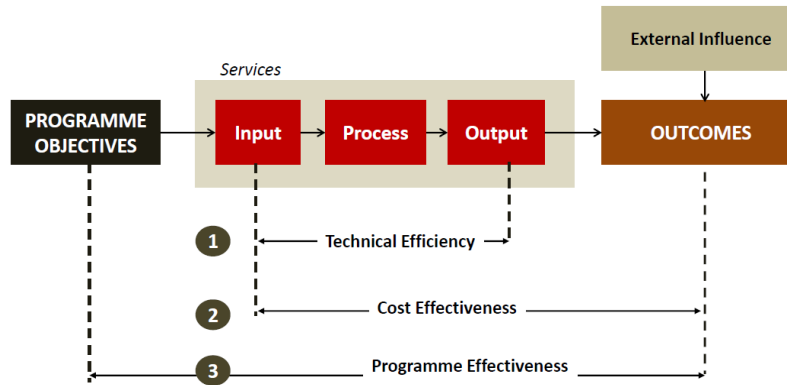 External Influence
Services
PROGRAMME
OBJECTIVES
Input
Process
Output
OUTCOMES
1
Technical Efficiency
2
Cost Effectiveness
3
Programme Effectiveness